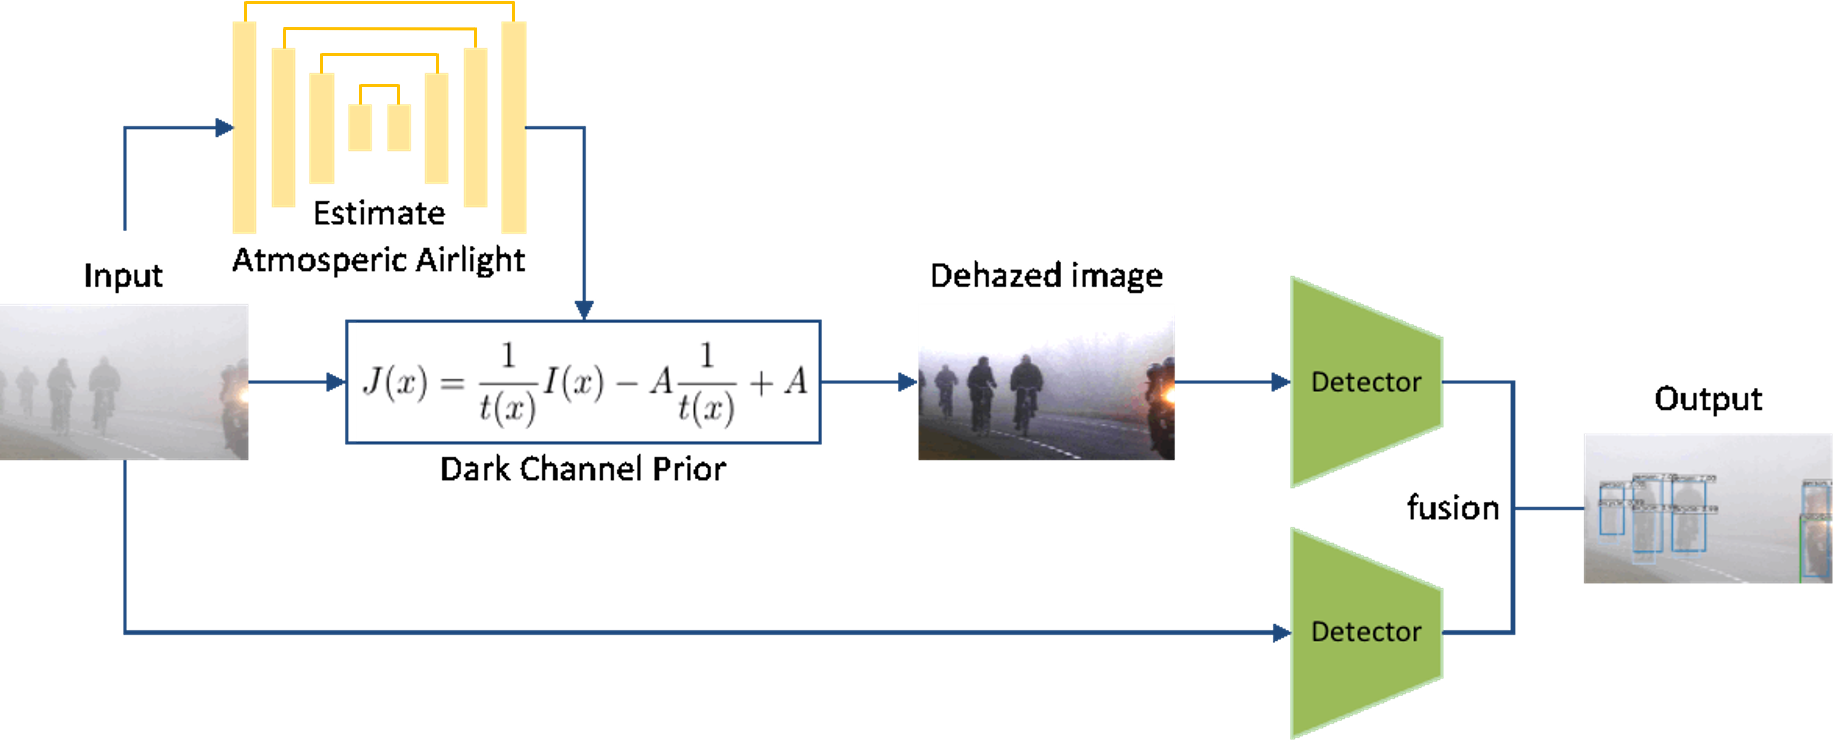 Estimate
Atmosperic Airlight
Input
Dehazed image
J(x) = \frac{1}{t(x)} I(x) − A \frac{1}{t(x)} + A
Detector
Output
Dark Channel Prior
fusion
Detector